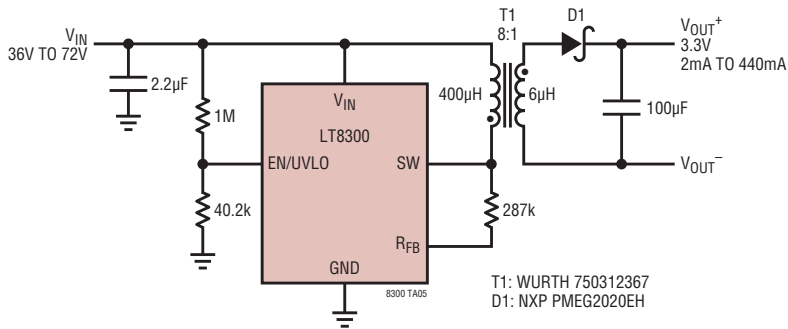 T1
8:1
D1
VIN
36V TO 72V
VOUT+
3.3V
2mA TO 440mA
2.2µF
1M
VIN
LT8300
400µH
6µH
100µF
EN/UVLO
SW
VOUT–
40.2k
287k
RFB
GND
8300 TA05
T1: WURTH 750312367
D1: NXP PMEG2020EH